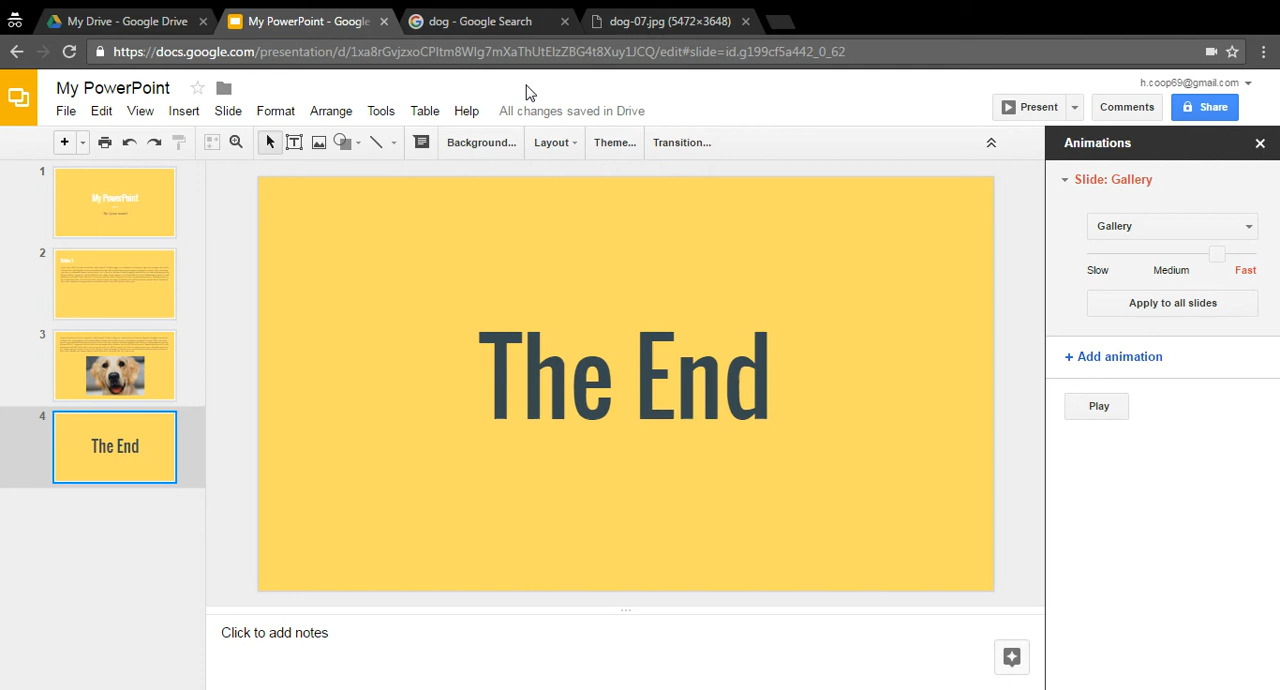 My Drive - Google Drive
My PowerPoint - Google
dog - Google Search
dog-07.jpg (5472×3648)
https://docs.google.com/presentation/d/1xa8rGvjzxoCPltm8WIg7mXaThUtElzZBG4t8Xuy1JCQ/edit#slide=id.g199cf5a442_0_62
My PowerPoint
h.coop69@gmail.com
File Edit View Insert Slide Format Arrange Tools Table Help All changes saved in Drive
Present
Comments
Share
Background...
Layout
Theme...
Transition...
Animations
1
My PowerPoint
2
3
4
The End
The End
Slide: Gallery
Gallery
Slow Medium Fast
Apply to all slides
+ Add animation
Play
Click to add notes